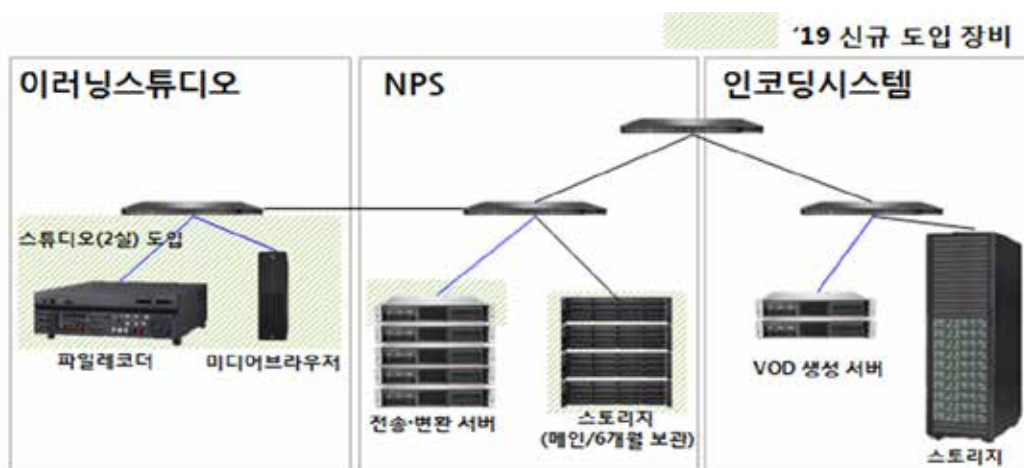 '19 신규 도입 장비
이러닝스튜디오
NPS
인코딩시스템
스튜디오(2실) 도입
파일레코더
미디어브라우저
전송·변환 서버
스토리지
(메인/6개월 보관)
VOD 생성 서버
스토리지